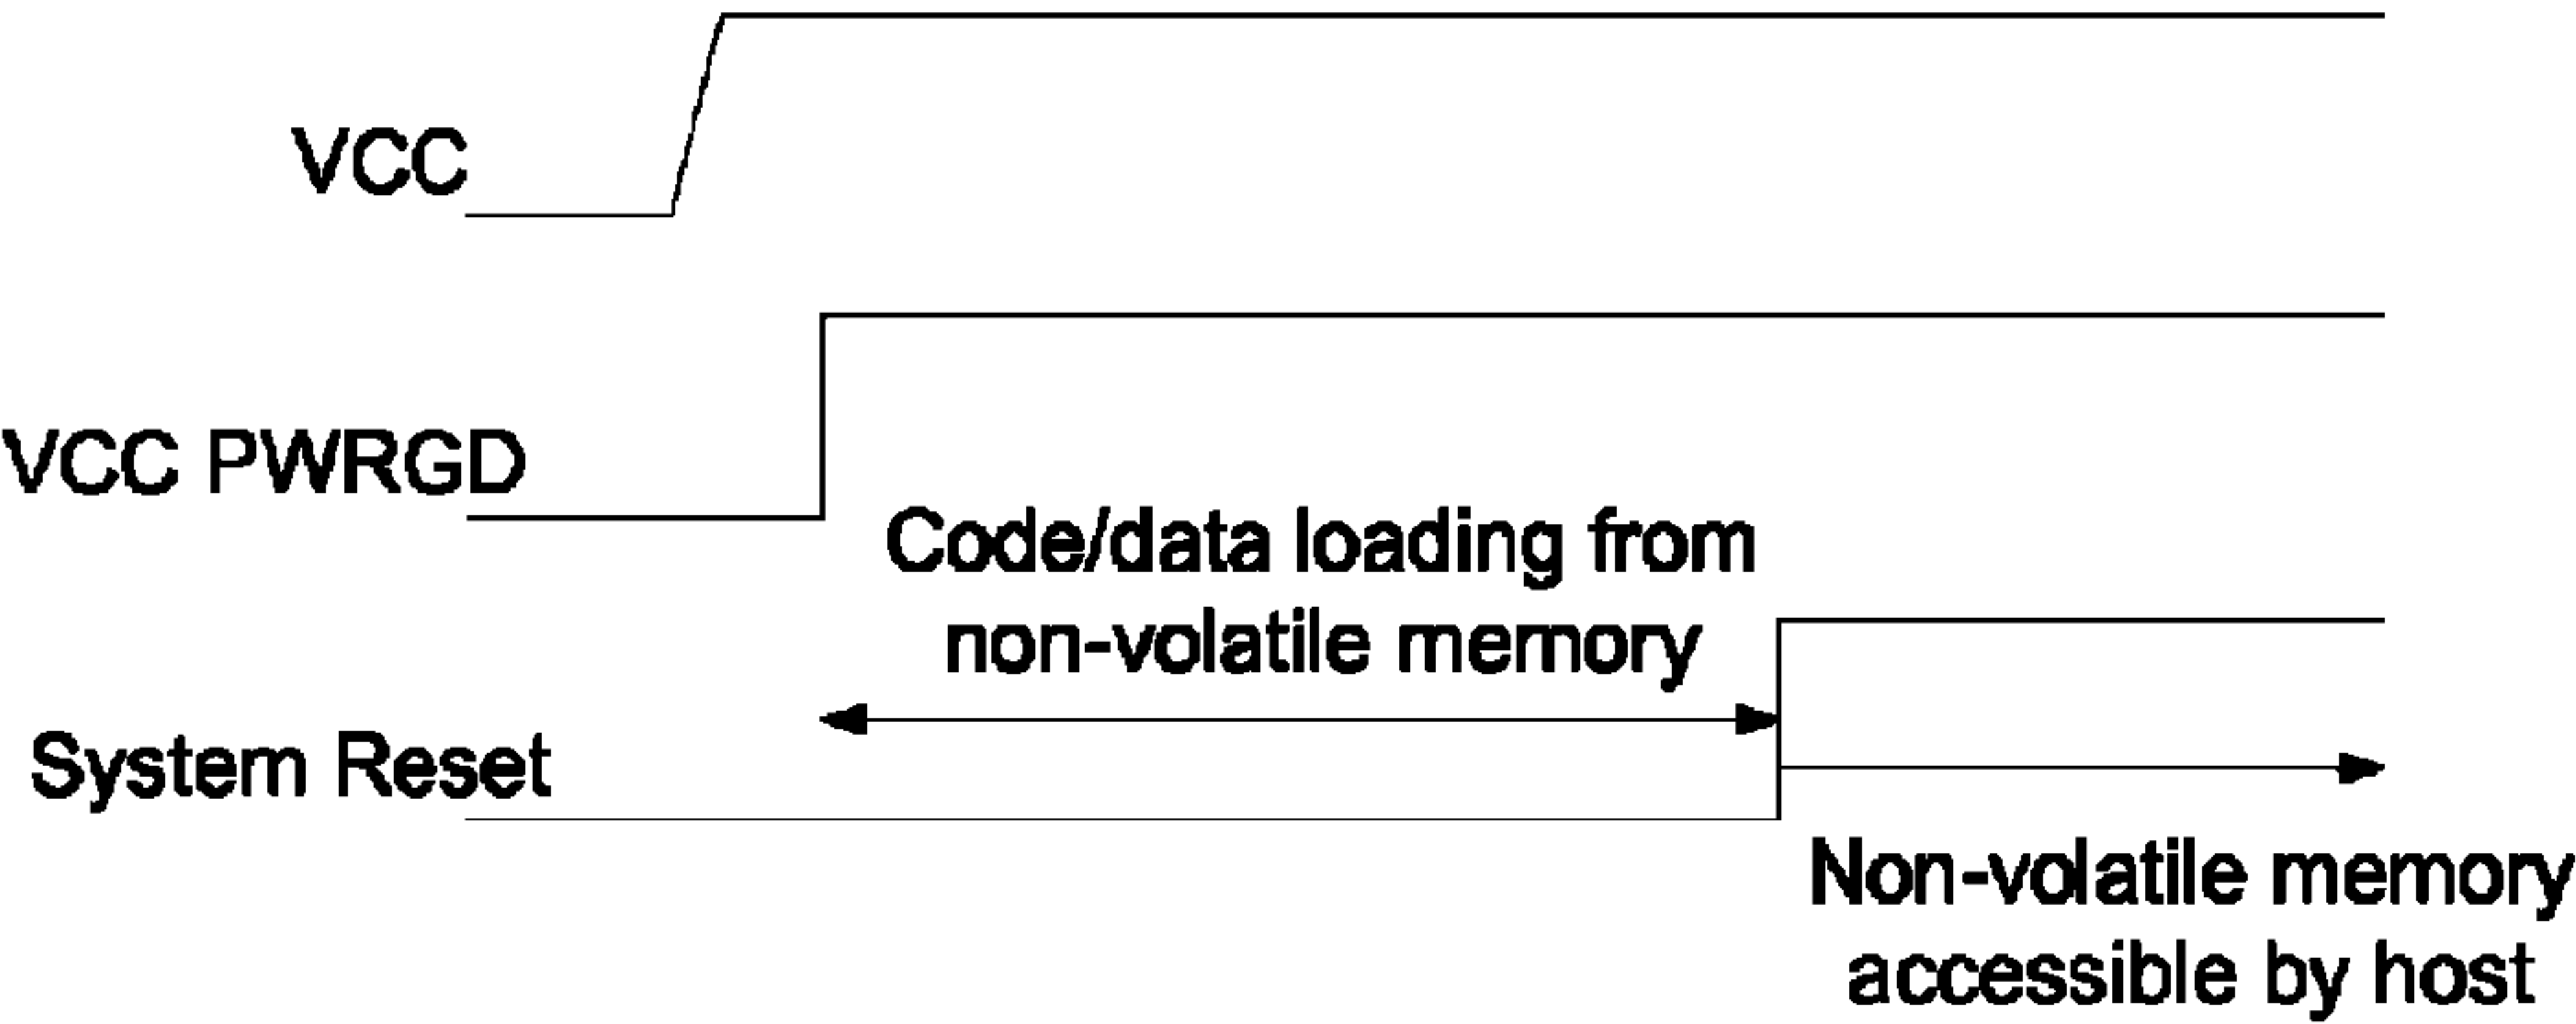 VCC
VCC PWRGD
Code/data loading from
non-volatile memory
System Reset
Non-volatile memory
accessible by host